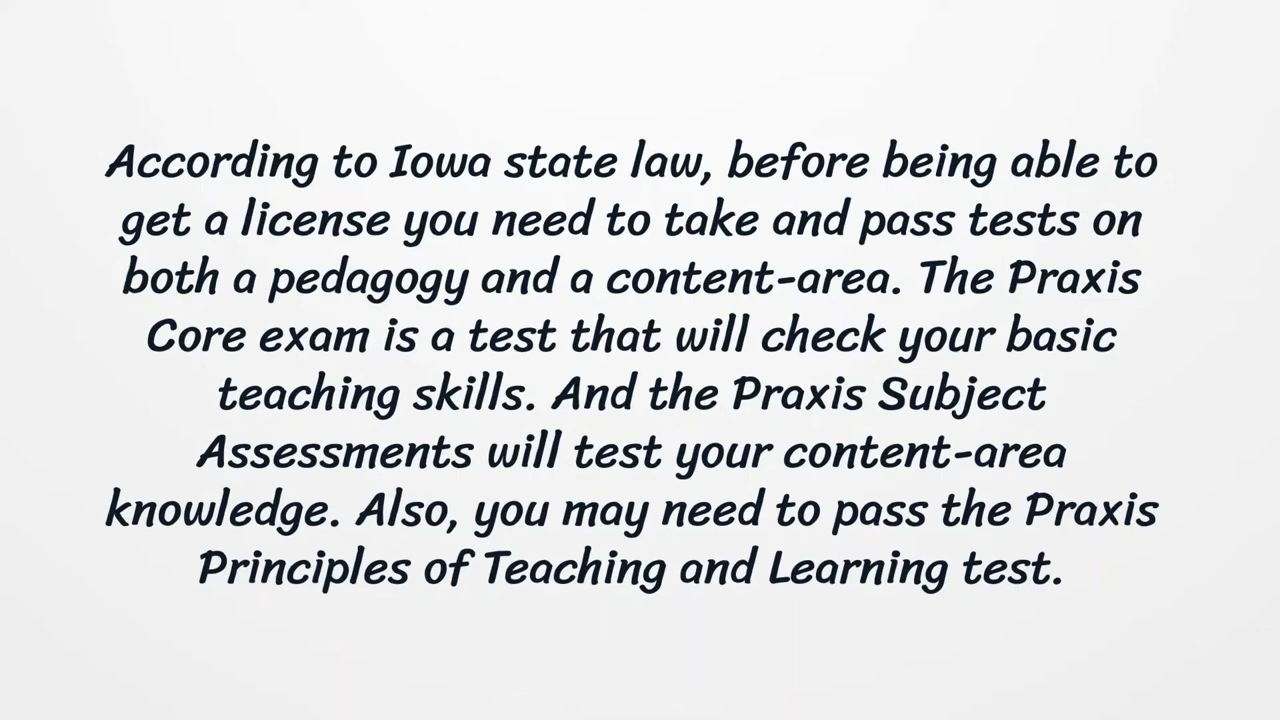 According to Iowa state law, before being able to
get a license you need to take and pass tests on
both a pedagogy and a content-area. The Praxis
Core exam is a test that will check your basic
teaching skills. And the Praxis Subject
Assessments will test your content-area
knowledge. Also, you may need to pass the Praxis
Principles of Teaching and Learning test.